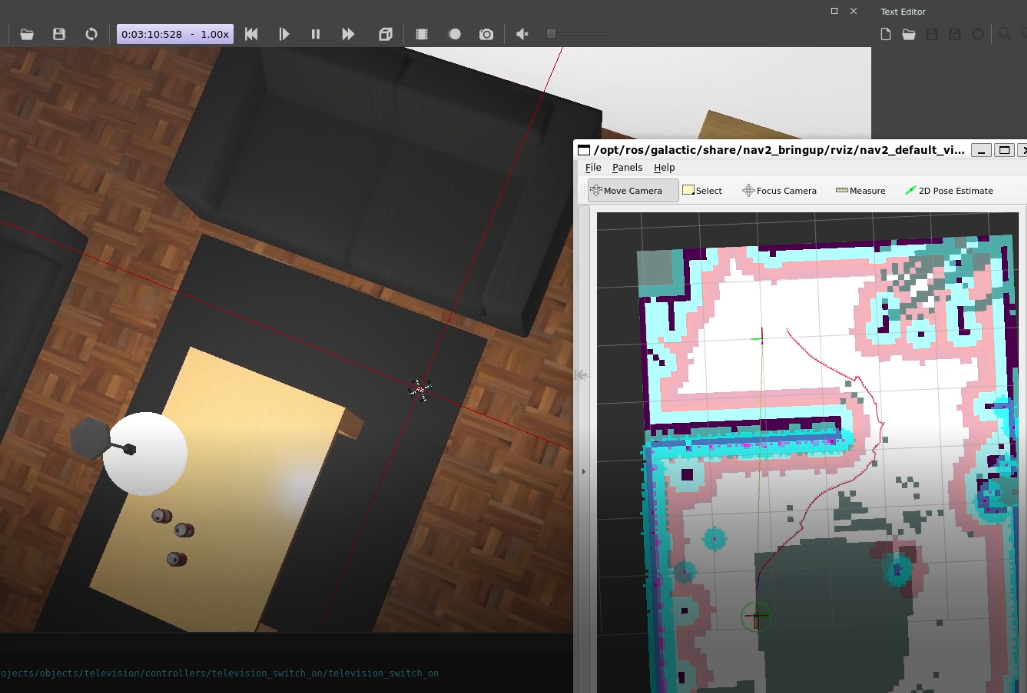 Text Editor
0:03:10:528 - 1.00x
/opt/ros/galactic/share/nav2_bringup/rviz/nav2_default_vi...
File Panels Help
Move Camera Select Focus Camera Measure 2D Pose Estimate
ojects/objects/television/controllers/television_switch_on/television_switch_on